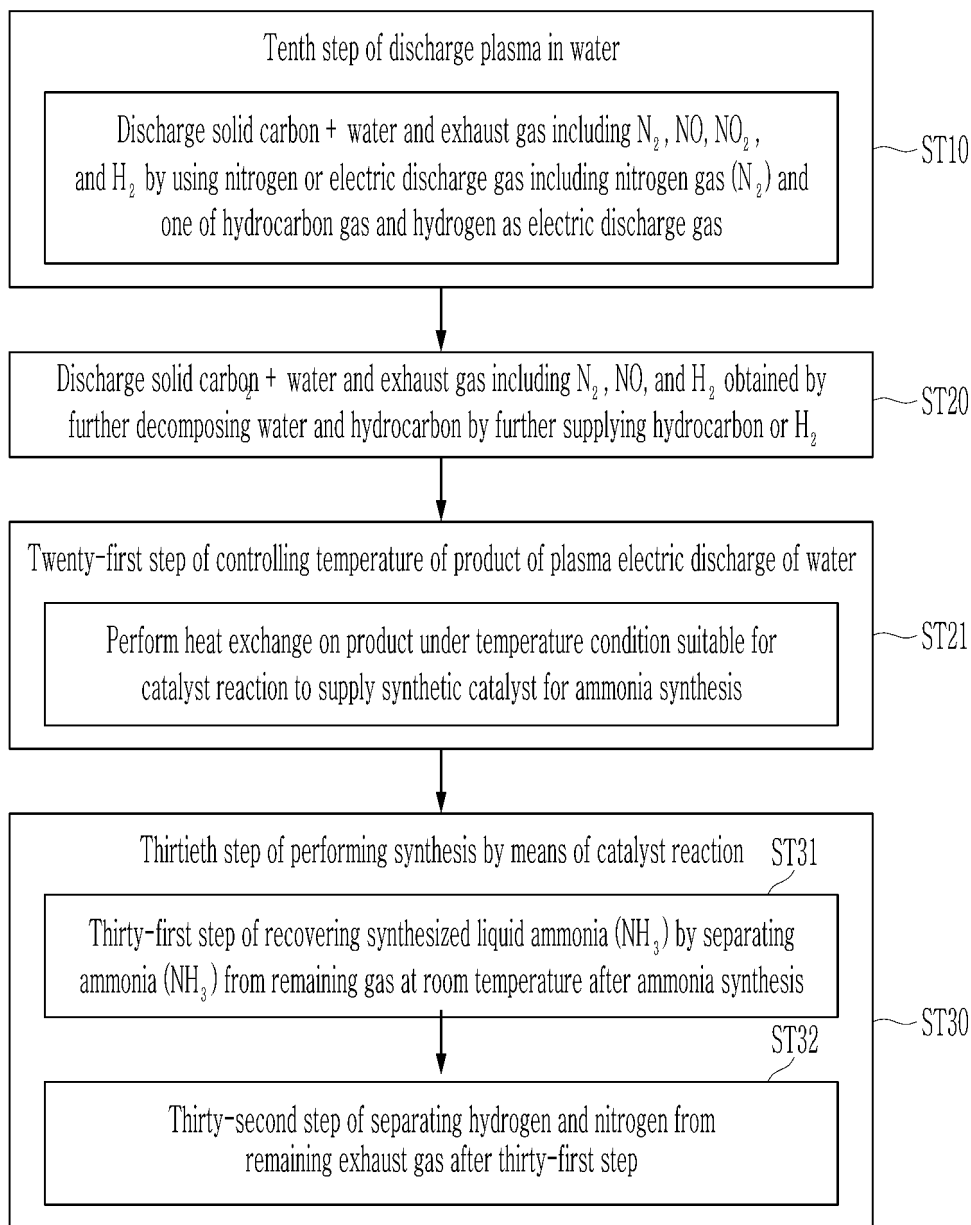 Tenth step of discharge plasma in water
Discharge solid carbon + water and exhaust gas including N₂, NO, NO₂,
and H₂ by using nitrogen or electric discharge gas including nitrogen gas (N₂) and
one of hydrocarbon gas and hydrogen as electric discharge gas
ST10
Discharge solid carbon + water and exhaust gas including N₂, NO, and H₂ obtained by
2
further decomposing water and hydrocarbon by further supplying hydrocarbon or H₂
ST20
Twenty-first step of controlling temperature of product of plasma electric discharge of water
Perform heat exchange on product under temperature condition suitable for
catalyst reaction to supply synthetic catalyst for ammonia synthesis
ST21
Thirtieth step of performing synthesis by means of catalyst reaction
ST31
Thirty-first step of recovering synthesized liquid ammonia (NH₃) by separating
ammonia (NH₃) from remaining gas at room temperature after ammonia synthesis
ST30
ST32
Thirty-second step of separating hydrogen and nitrogen from
remaining exhaust gas after thirty-first step